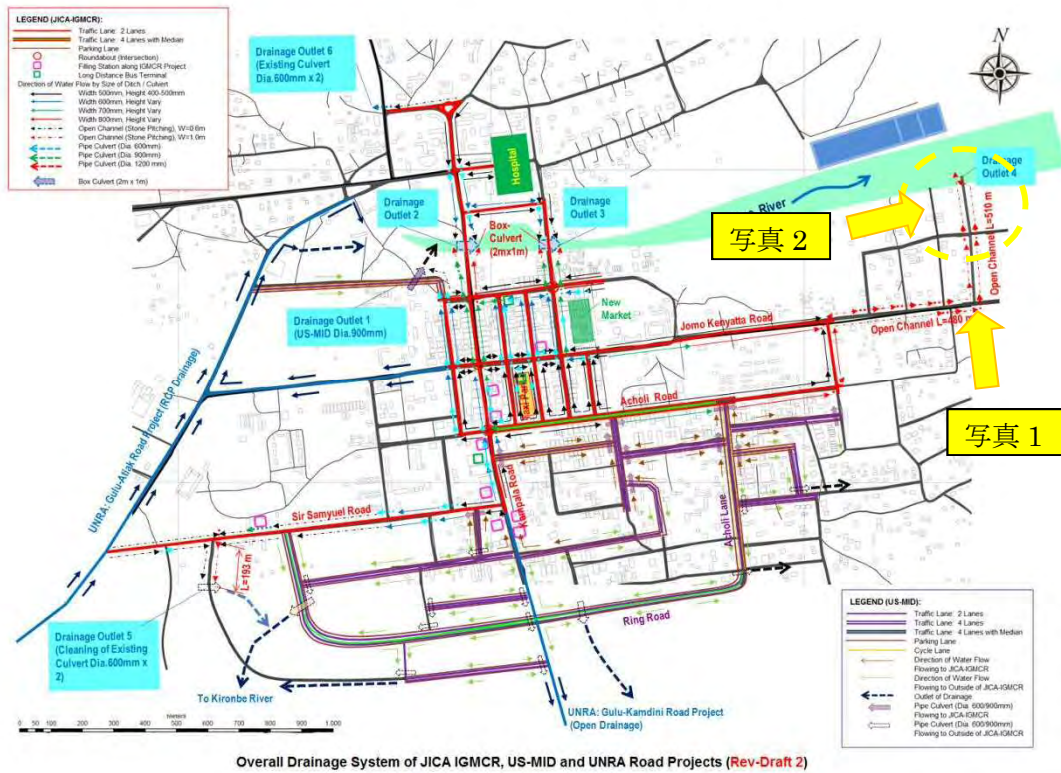 LEGEND (JICA-IGMCR):
Traffic Lane: 2 Lanes
Traffic Lane: 4 Lanes with Median
Parking Lane
Roundabout (Intersection)
Filling Station along IGMCR Project
Long Distance Bus Terminal
Direction of Water Flow by Size of Ditch / Culvert
Width 500mm, Height 400-500mm
Width 600mm, Height Vary
Width 700mm, Height Vary
Width 800mm, Height Vary
Open Channel (Stone Pitching), W=0.6m
Open Channel (Stone Pitching), W=1.0m
Pipe Culvert (Dia. 600mm)
Pipe Culvert (Dia. 900mm)
Pipe Culvert (Dia. 1200 mm)
Box Culvert (2m x 1m)
Drainage Outlet 6
(Existing Culvert
Dia.600mm x 2)
N
Hospital
Drainage
Outlet 2
Drainage
Outlet 3
Box-
Culvert
(2mx1m)
River
Drainage
Outlet 4
写真 2
Open Channel L=510 m
Drainage Outlet 1
(US-MID Dia.900mm)
New
Market
Jomo Kenyatta Road
Open Channel L=460 m
写真 1
UNRA: Gulu-Atiak Road Project (RCP Drainage)
Taxi Park
Acholi Road
Kampala Road
Acholi Lane
Sir Samyuel Road
L=193 m
Ring Road
Drainage Outlet 5
(Cleaning of Existing
Culvert Dia.600mm x
2)
To Kironbe River
UNRA: Gulu-Kamdini Road Project
(Open Drainage)
LEGEND (US-MID):
Traffic Lane: 2 Lanes
Traffic Lane: 4 Lanes
Traffic Lane: 4 Lanes with Median
Parking Lane
Cycle Lane
Direction of Water Flow
Flowing to JICA-IGMCR
Direction of Water Flow
Flowing to Outside of JICA-IGMCR
Outlet of Drainage
Pipe Culvert (Dia. 600/900mm)
Flowing to JICA-IGMCR
Pipe Culvert (Dia. 600/900mm)
Flowing to Outside of JICA-IGMCR
meters
0 50 100 200 300 400 500 600 700 800 900 1.000
Overall Drainage System of JICA IGMCR, US-MID and UNRA Road Projects (Rev-Draft 2)